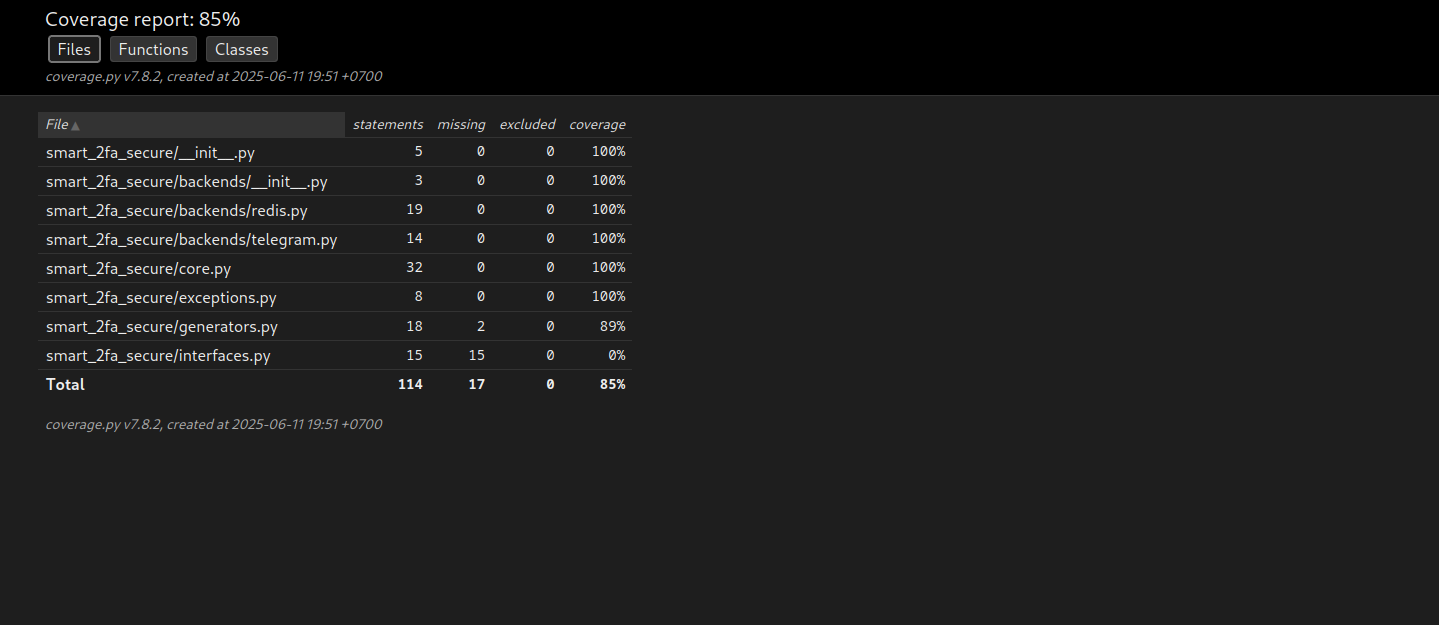 Coverage report: 85%
Files Functions Classes
coverage.py v7.8.2, created at 2025-06-11 19:51 +0700
File ▲ statements missing excluded coverage
smart_2fa_secure/__init__.py 5 0 0 100%
smart_2fa_secure/backends/__init__.py 3 0 0 100%
smart_2fa_secure/backends/redis.py 19 0 0 100%
smart_2fa_secure/backends/telegram.py 14 0 0 100%
smart_2fa_secure/core.py 32 0 0 100%
smart_2fa_secure/exceptions.py 8 0 0 100%
smart_2fa_secure/generators.py 18 2 0 89%
smart_2fa_secure/interfaces.py 15 15 0 0%
Total 114 17 0 85%
coverage.py v7.8.2, created at 2025-06-11 19:51 +0700